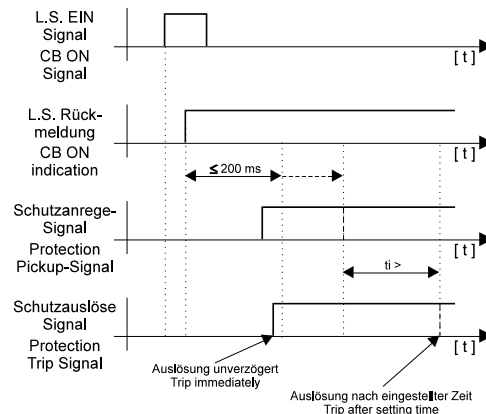 L.S. EIN
Signal
CB ON
Signal
[ t ]
L.S. Rück-
meldung
CB ON
indication
[ t ]
≤ 200 ms
Schutzanrege-
Signal
Protection
Pickup-Signal
[ t ]
ti >
Schutzauslöse
Signal
Protection
Trip Signal
[ t ]
Auslösung unverzögert
Trip immediately
Auslösung nach eingestellter Zeit
Trip after setting time